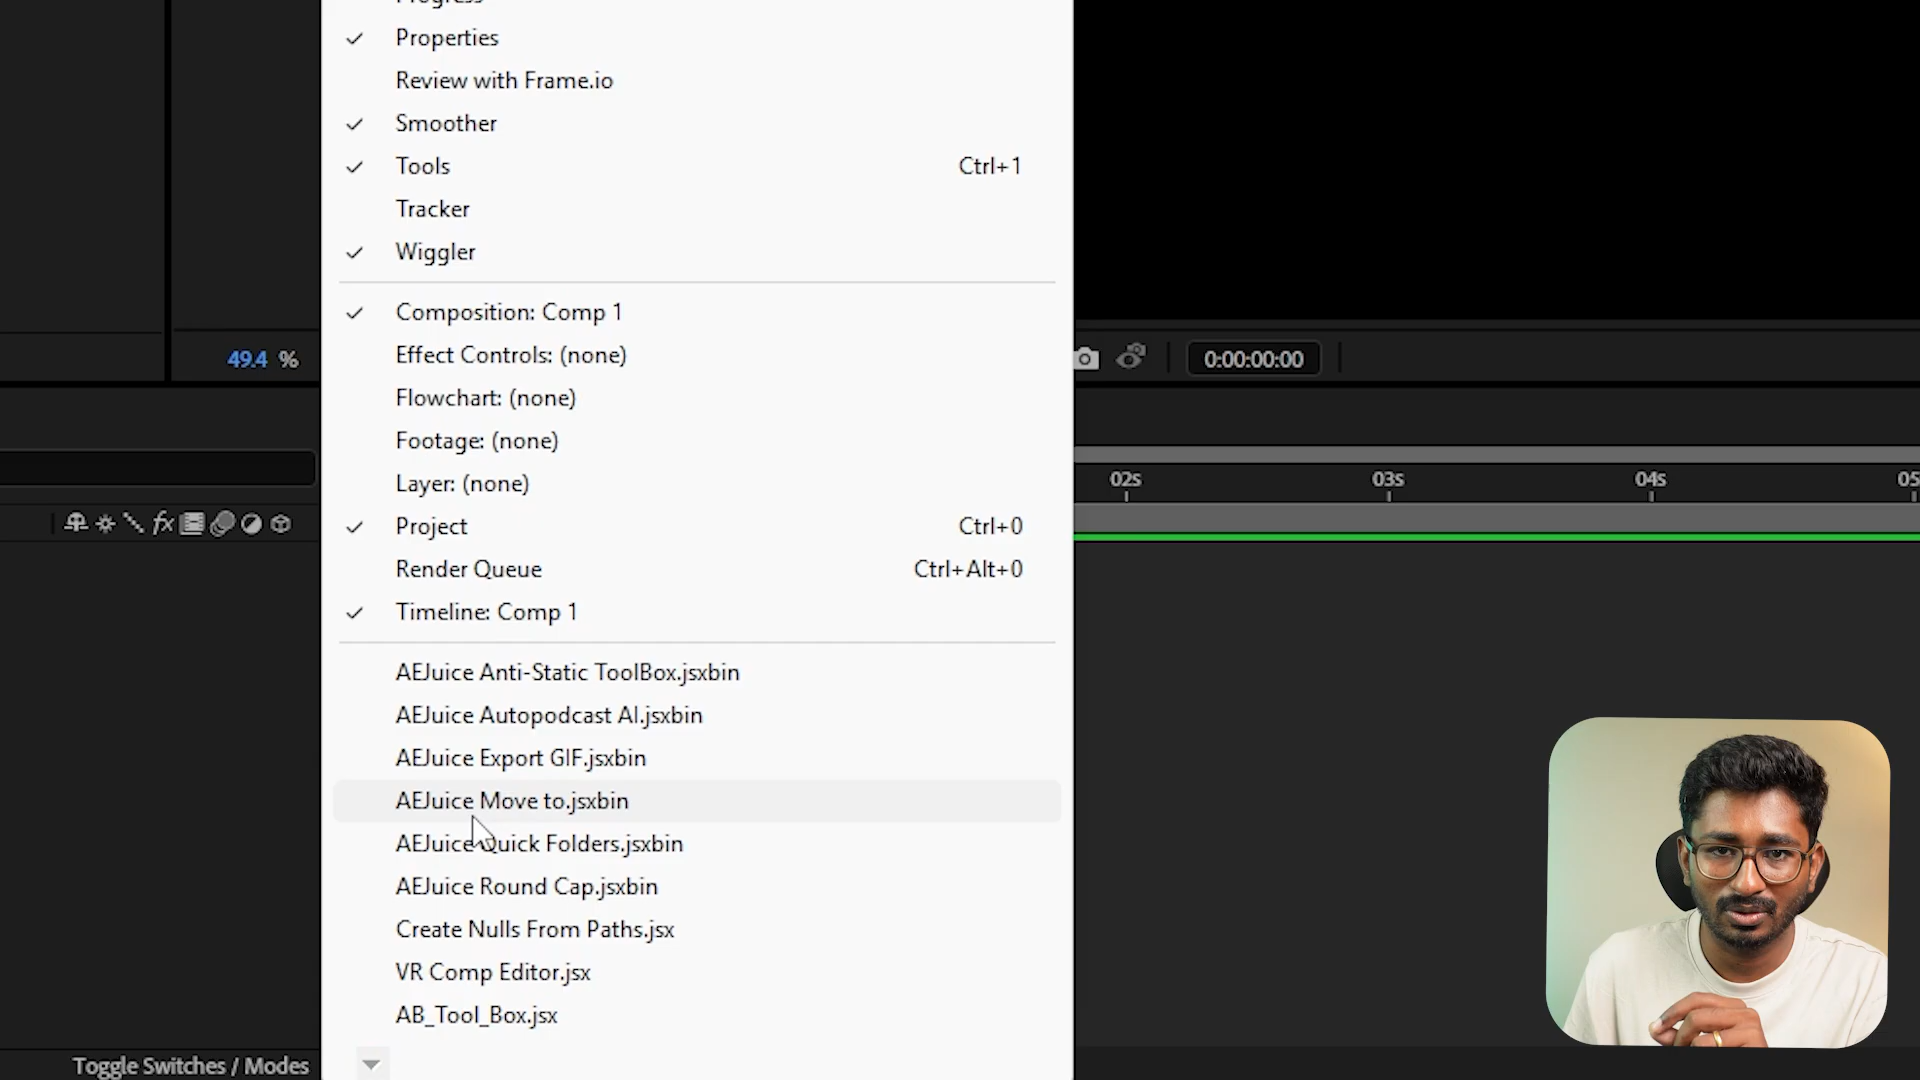 Progress
Properties
Review with Frame.io
Smoother
Tools Ctrl+1
Tracker
Wiggler
Composition: Comp 1
Effect Controls: (none)
Flowchart: (none)
Footage: (none)
Layer: (none)
Project Ctrl+0
Render Queue Ctrl+Alt+0
Timeline: Comp 1
AEJuice Anti-Static ToolBox.jsxbin
AEJuice Autopodcast AI.jsxbin
AEJuice Export GIF.jsxbin
AEJuice Move to.jsxbin
AEJuice Quick Folders.jsxbin
AEJuice Round Cap.jsxbin
Create Nulls From Paths.jsx
VR Comp Editor.jsx
AB_Tool_Box.jsx
49.4 %
fx
Toggle Switches / Modes
0:00:00:00
02s 03s 04s 05